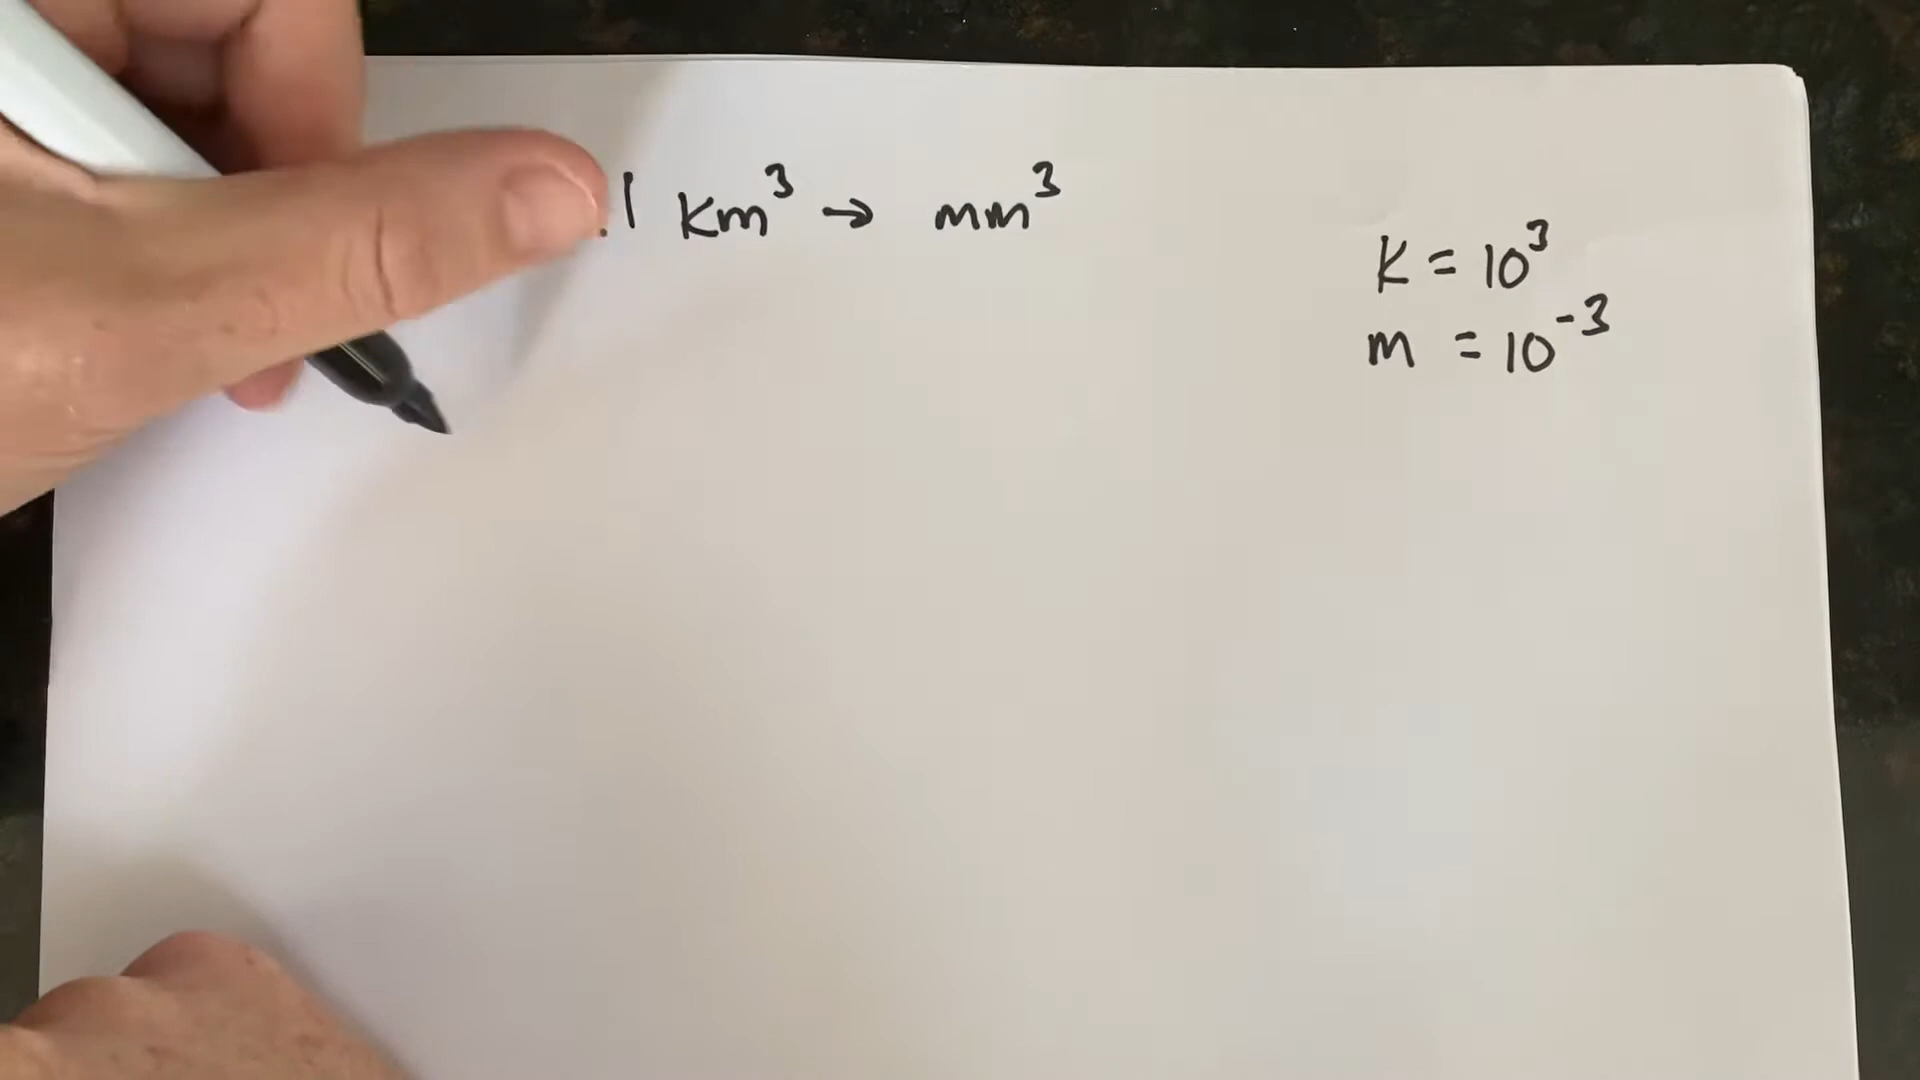 .1 Km³ → mm³
K = 10³
m = 10⁻³